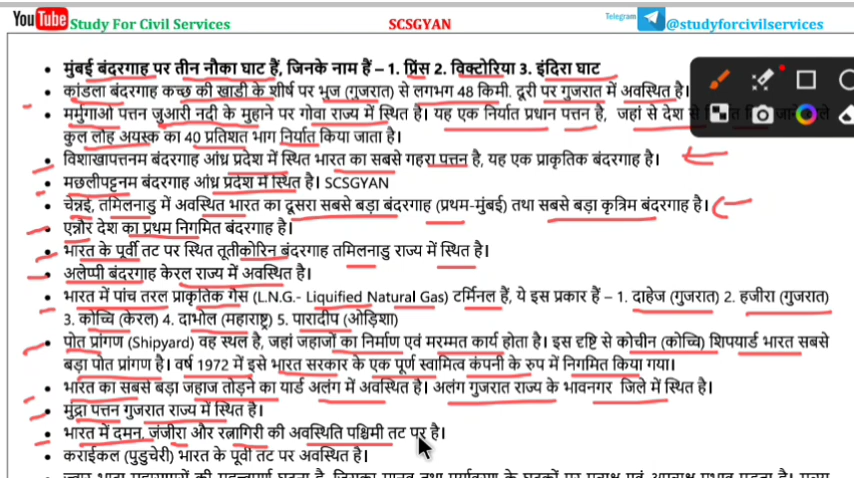 YouTube Study For Civil Services SCSGYAN Telegram @studyforcivilservices
• मुंबई बंदरगाह पर तीन नौका घाट हैं, जिनके नाम हैं – 1. प्रिंस 2. विक्टोरिया 3. इंदिरा घाट
• कांडला बंदरगाह कच्छ की खाडी के शीर्ष पर भुज (गुजरात) से लगभग 48 किमी. दूरी पर गुजरात में अवस्थित है।
• मर्मुगाओ पत्तन जुआरी नदी के मुहाने पर गोवा राज्य में स्थित है। यह एक निर्यात प्रधान पत्तन है, जहां से देश से
कुल लोह अयस्क का 40 प्रतिशत भाग निर्यात किया जाता है।
• विशाखापत्तनम बंदरगाह आंध्र प्रदेश में स्थित भारत का सबसे गहरा पत्तन है, यह एक प्राकृतिक बंदरगाह है।
• मछलीपट्टनम बंदरगाह आंध्र प्रदेश में स्थित है। SCSGYAN
• चेन्नई, तमिलनाडु में अवस्थित भारत का दूसरा सबसे बड़ा बंदरगाह (प्रथम-मुंबई) तथा सबसे बड़ा कृत्रिम बंदरगाह है।
• एन्नौर देश का प्रथम निगमित बंदरगाह है।
• भारत के पूर्वी तट पर स्थित तूतीकोरिन बंदरगाह तमिलनाडु राज्य में स्थित है।
• अलेप्पी बंदरगाह केरल राज्य में अवस्थित है।
• भारत में पांच तरल प्राकृतिक गैस (L.N.G.- Liquified Natural Gas) टर्मिनल हैं, ये इस प्रकार हैं – 1. दाहेज (गुजरात) 2. हजीरा (गुजरात)
3. कोच्चि (केरल) 4. दाभोल (महाराष्ट्र) 5. पारादीप (ओड़िशा)
• पोत प्रांगण (Shipyard) वह स्थल है, जहां जहाजों का निर्माण एवं मरम्मत कार्य होता है। इस दृष्टि से कोचीन (कोच्चि) शिपयार्ड भारत सबसे
बड़ा पोत प्रांगण है। वर्ष 1972 में इसे भारत सरकार के एक पूर्ण स्वामित्व कंपनी के रुप में निगमित किया गया।
• भारत का सबसे बड़ा जहाज तोड़ने का यार्ड अलंग में अवस्थित है। अलंग गुजरात राज्य के भावनगर जिले में स्थित है।
• मुंद्रा पत्तन गुजरात राज्य में स्थित है।
• भारत में दमन, जंजीरा और रत्नागिरी की अवस्थिति पश्चिमी तट पर है।
• कराईकल (पुडुचेरी) भारत के पूर्वी तट पर अवस्थित है।